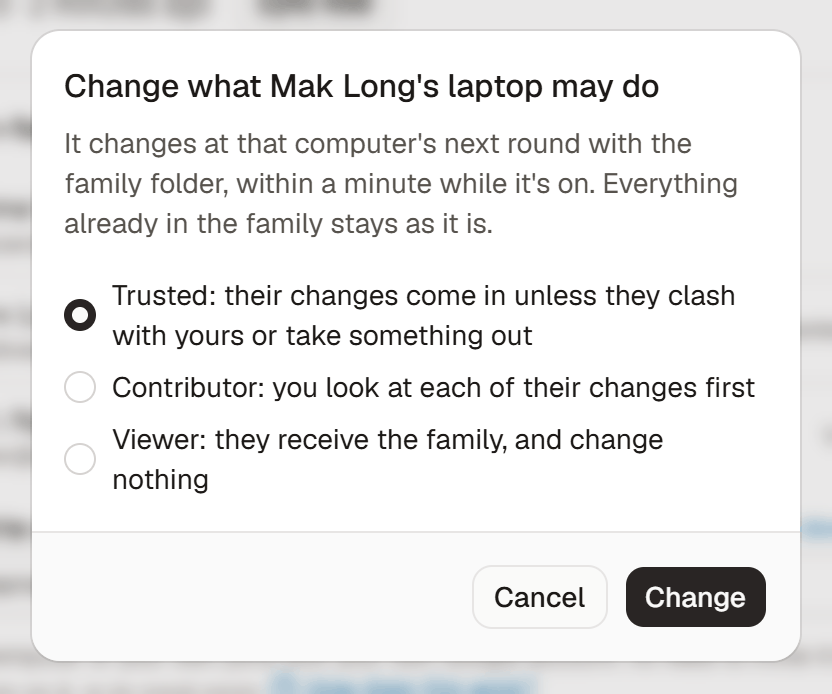 Change what Mak Long's laptop may do
It changes at that computer's next round with the
family folder, within a minute while it's on. Everything
already in the family stays as it is.
Trusted: their changes come in unless they clash
with yours or take something out
Contributor: you look at each of their changes first
Viewer: they receive the family, and change
nothing
Cancel
Change